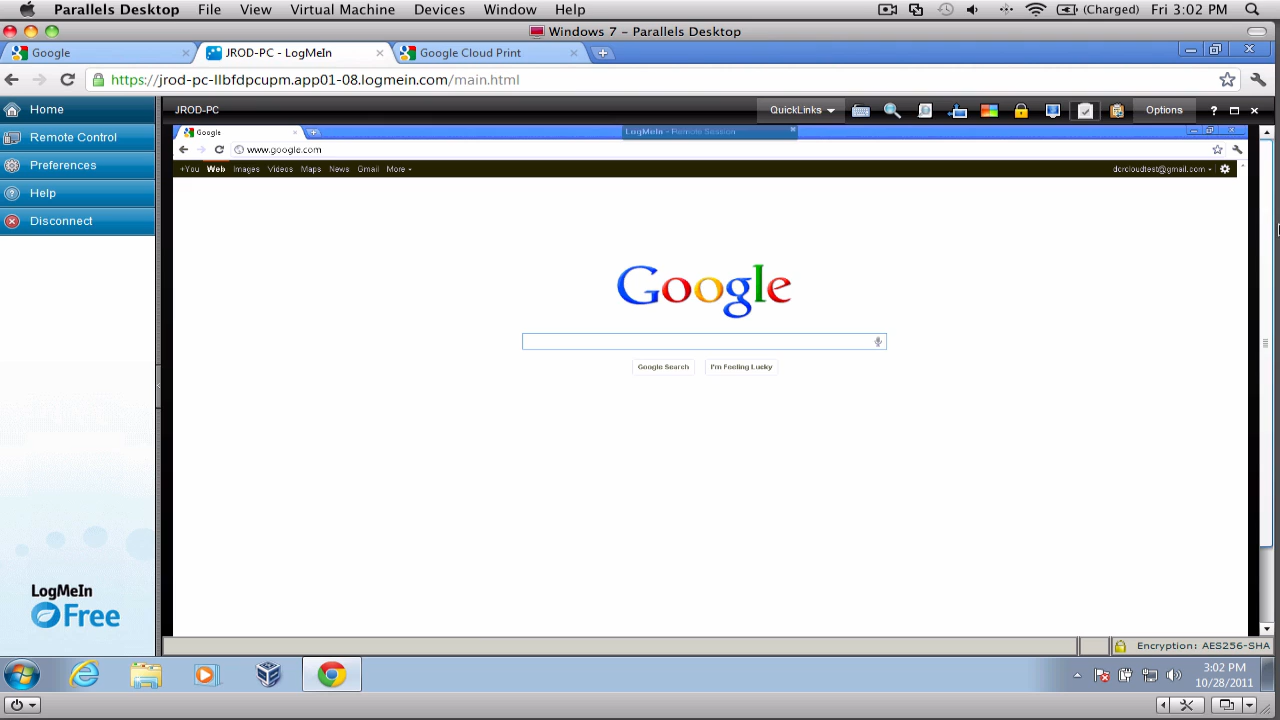 Parallels Desktop File View Virtual Machine Devices Window Help (Charged) Fri 3:02 PM
Windows 7 - Parallels Desktop
Google JROD-PC - LogMeIn Google Cloud Print
https://jrod-pc-llbfdpcupm.app01-08.logmein.com/main.html
Home
Remote Control
Preferences
Help
Disconnect
JROD-PC QuickLinks Options ?
Google LogMeIn - Remote Session
www.google.com
+You Web Images Videos Maps News Gmail More dcrcloudtest@gmail.com
Google
Google Search I'm Feeling Lucky
LogMeIn
Free
Encryption: AES256-SHA
3:02 PM
10/28/2011